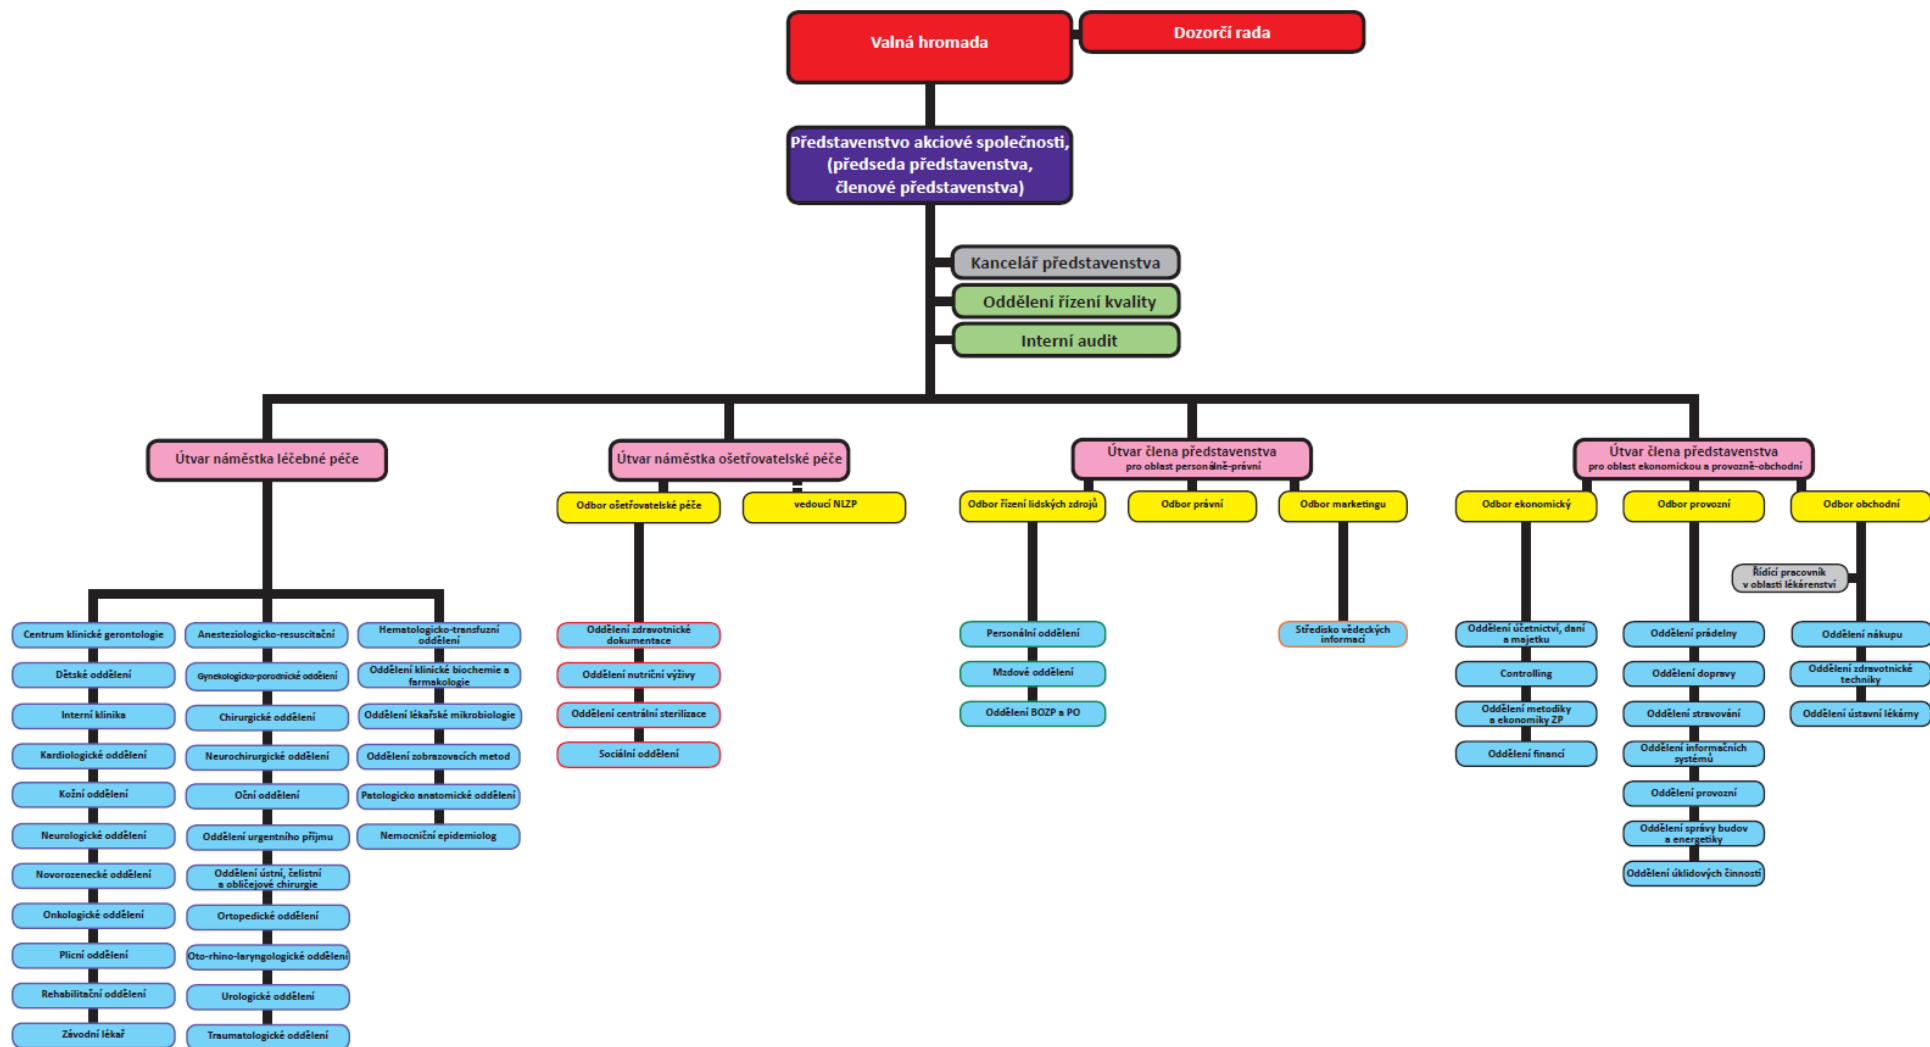 Valná hromada
Dozorčí rada
Představenstvo akciové společnosti,
(předseda představenstva,
členové představenstva)
Kancelář představenstva
Oddělení řízení kvality
Interní audit
Útvar náměstka léčebné péče
Útvar náměstka ošetřovatelské péče
Útvar člena představenstva
pro oblast personálně-právní
Útvar člena představenstva
pro oblast ekonomickou a provozně-obchodní
Odbor ošetřovatelské péče
vedoucí NLZP
Odbor řízení lidských zdrojů
Odbor právní
Odbor marketingu
Odbor ekonomický
Odbor provozní
Odbor obchodní
Řídící pracovník
v oblasti lékárenství
Centrum klinické gerontologie
Dětské oddělení
Interní klinika
Kardiologické oddělení
Kožní oddělení
Neurologické oddělení
Novorozenecké oddělení
Onkologické oddělení
Plicní oddělení
Rehabilitační oddělení
Závodní lékař
Anesteziologicko-resuscitační
Gynekologicko-porodnické oddělení
Chirurgické oddělení
Neurochirurgické oddělení
Oční oddělení
Oddělení urgentního příjmu
Oddělení ústní, čelistní
a obličejové chirurgie
Ortopedické oddělení
Oto-rhino-laryngologické oddělení
Urologické oddělení
Traumatologické oddělení
Hematologicko-transfuzní
oddělení
Oddělení klinické biochemie a
farmakologie
Oddělení lékařské mikrobiologie
Oddělení zobrazovacích metod
Patologicko anatomické oddělení
Nemocniční epidemiolog
Oddělení zdravotnické
dokumentace
Oddělení nutriční výživy
Oddělení centrální sterilizace
Sociální oddělení
Personální oddělení
Mzdové oddělení
Oddělení BOZP a PO
Středisko vědeckých
informací
Oddělení účetnictví, daní
a majetku
Controlling
Oddělení metodiky
a ekonomiky ZP
Oddělení financí
Oddělení prádelny
Oddělení dopravy
Oddělení stravování
Oddělení informačních
systémů
Oddělení provozní
Oddělení správy budov
a energetiky
Oddělení úklidových činností
Oddělení nákupu
Oddělení zdravotnické
techniky
Oddělení ústavní lékárny